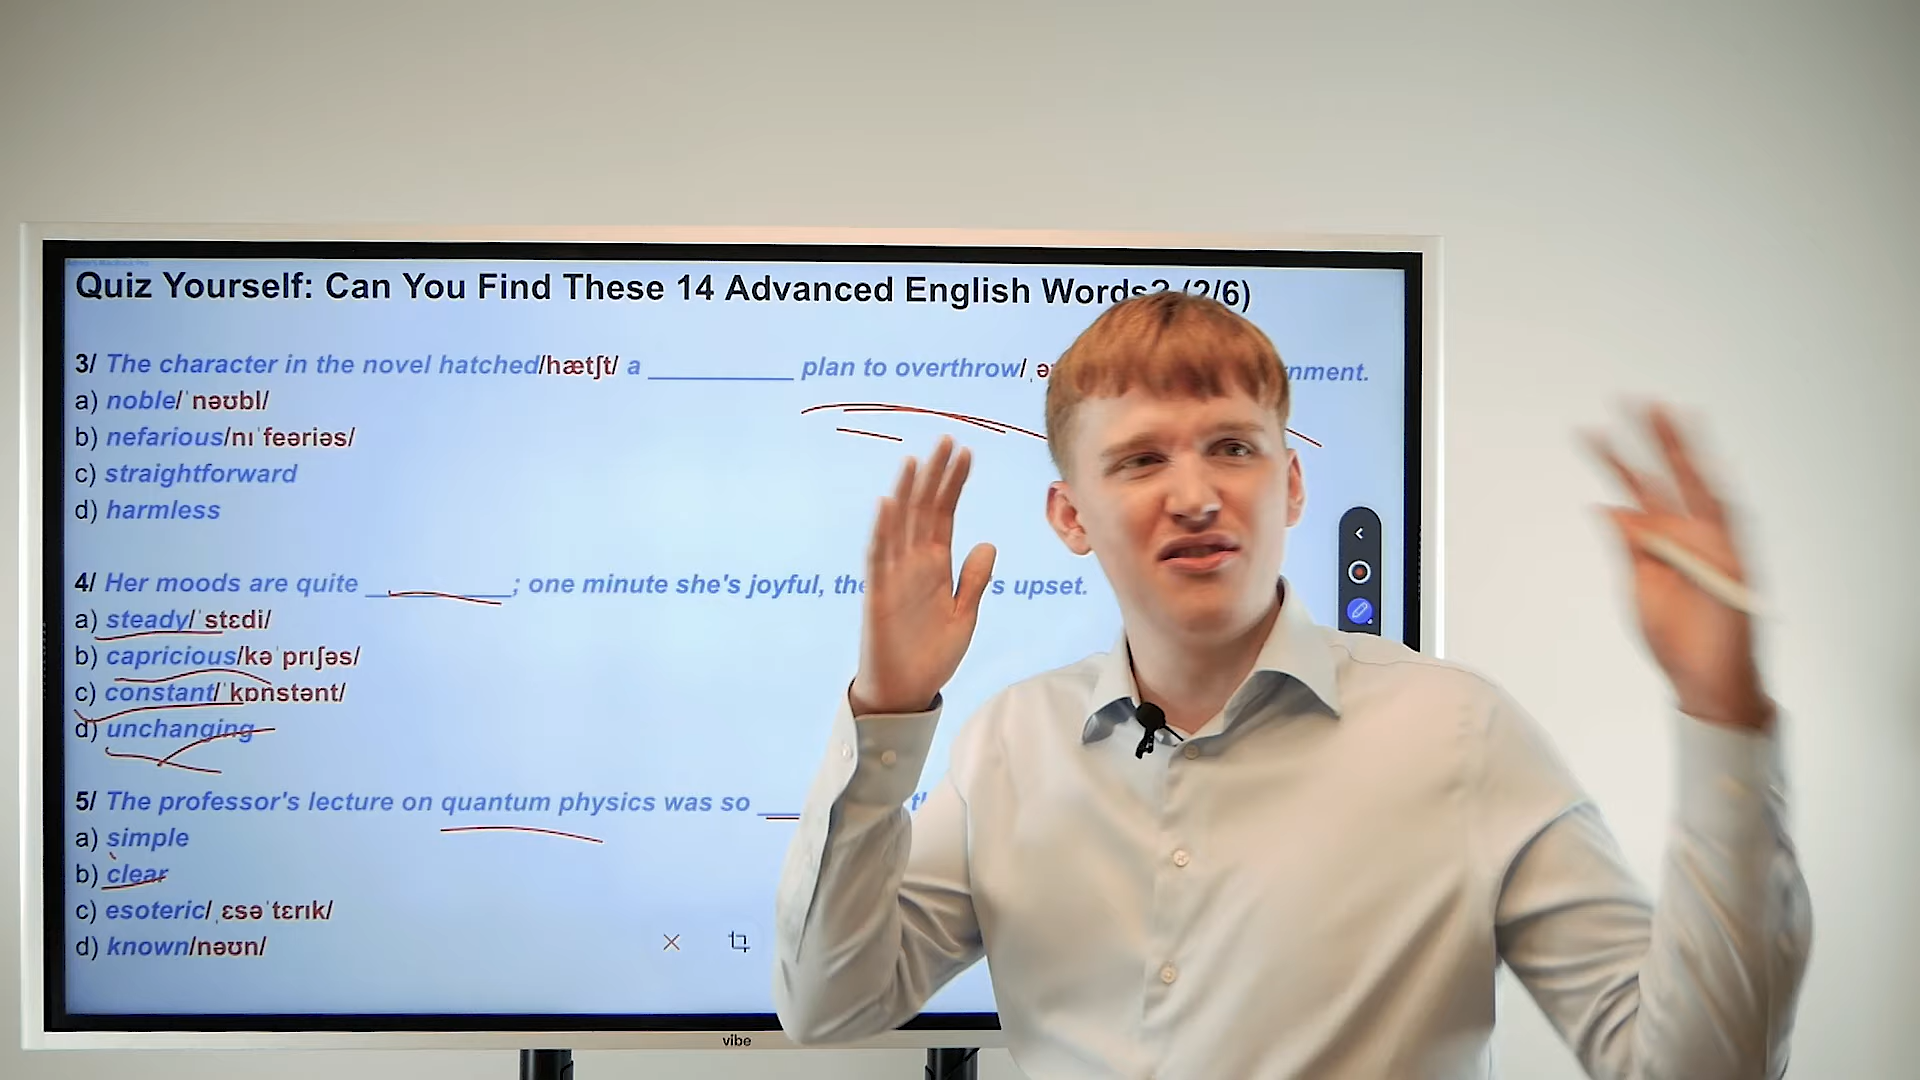 Quiz Yourself: Can You Find These 14 Advanced English Words? (2/6)
3/ The character in the novel hatched/hætʃt/ a __________ plan to overthrow/ˌə
a) noble/ˈnəʊbl/
b) nefarious/nɪˈfeəriəs/
c) straightforward
d) harmless
4/ Her moods are quite __________; one minute she's joyful, upset.
a) steady/ˈstɛdi/
b) capricious/kəˈprɪʃəs/
c) constant/ˈkɒnstənt/
d) unchanging
5/ The professor's lecture on quantum physics was so ___
a) simple
b) clear
c) esoteric/ˌɛsəˈtɛrɪk/
d) known/nəʊn/
vibe